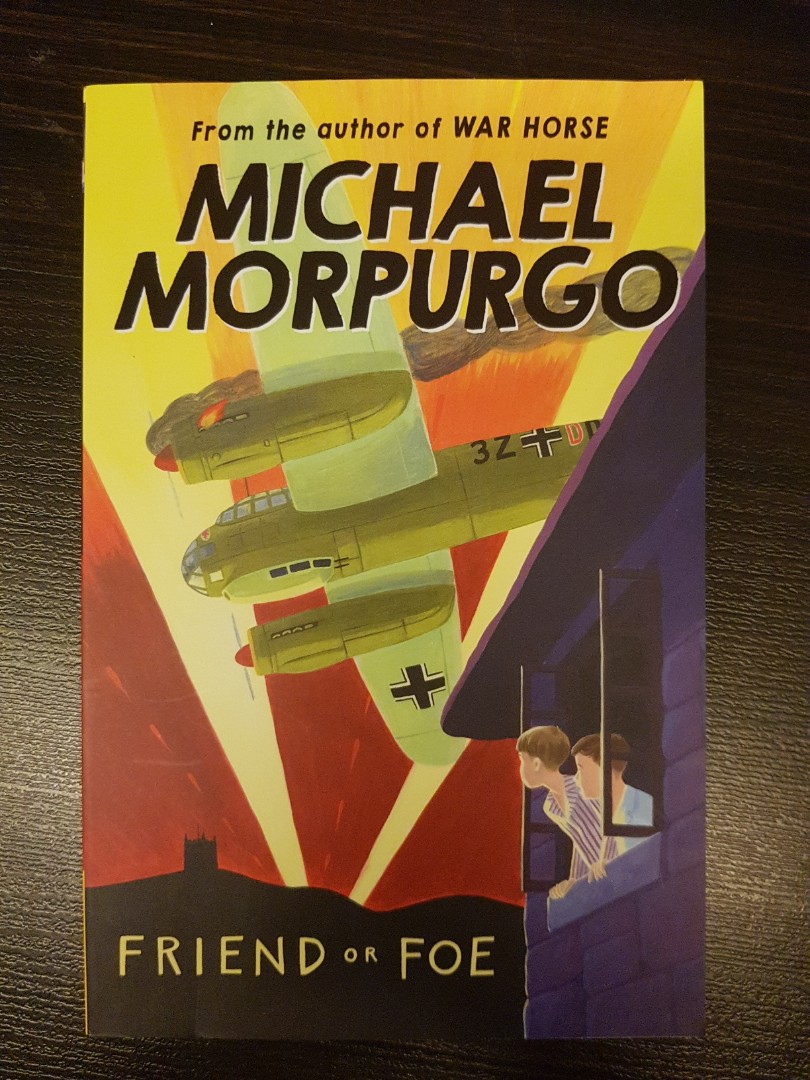 From the author of WAR HORSE
MICHAEL
MORPURGO
3Z D
FRIEND OR FOE